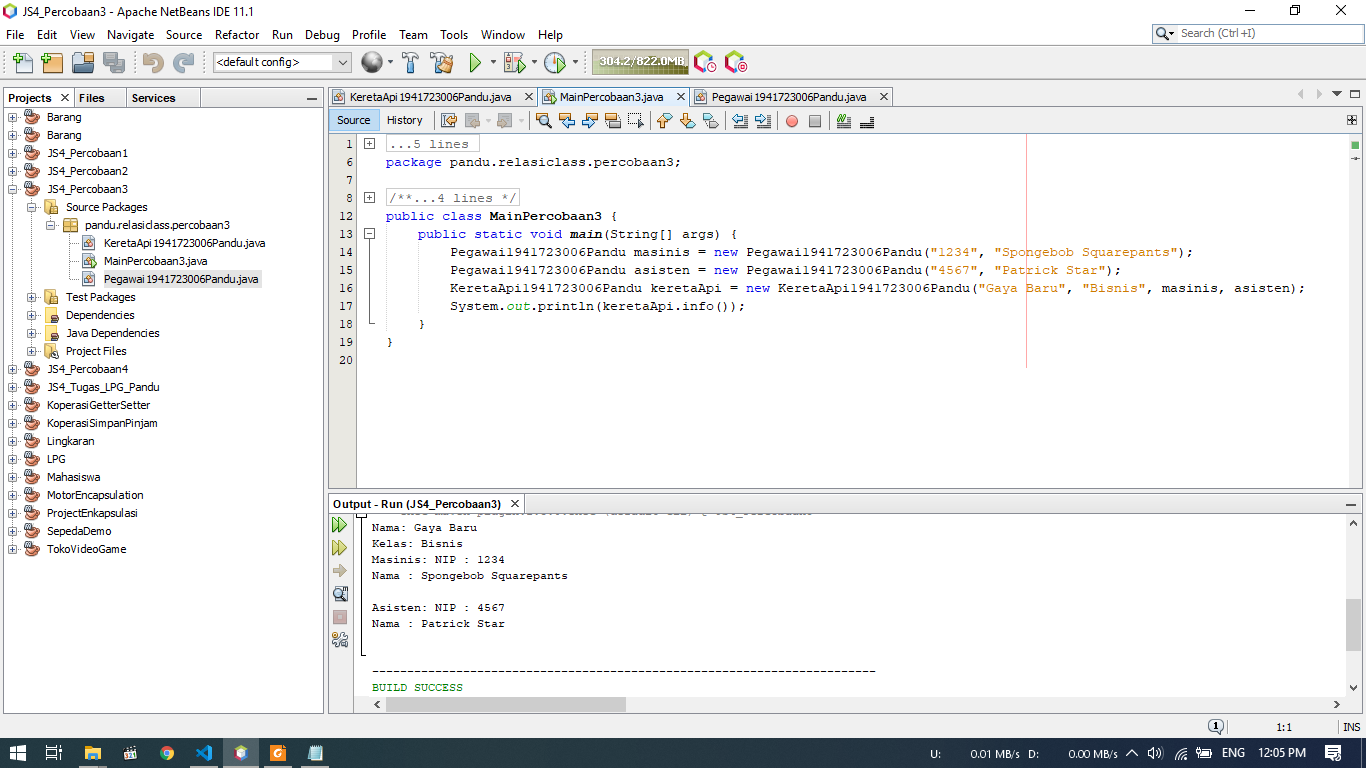 JS4_Percobaan3 - Apache NetBeans IDE 11.1
File Edit View Navigate Source Refactor Run Debug Profile Team Tools Window Help
Search (Ctrl+I)
<default config>
304.2/822.0MB
Projects Files Services
Barang
Barang
JS4_Percobaan1
JS4_Percobaan2
JS4_Percobaan3
Source Packages
pandu.relasiclass.percobaan3
KeretaApi1941723006Pandu.java
MainPercobaan3.java
Pegawai1941723006Pandu.java
Test Packages
Dependencies
Java Dependencies
Project Files
JS4_Percobaan4
JS4_Tugas_LPG_Pandu
KoperasiGetterSetter
KoperasiSimpanPinjam
Lingkaran
LPG
Mahasiswa
MotorEncapsulation
ProjectEnkapsulasi
SepedaDemo
TokoVideoGame
KeretaApi1941723006Pandu.java MainPercobaan3.java Pegawai1941723006Pandu.java
Source History
1 ...5 lines
6 package pandu.relasiclass.percobaan3;
7
8 /**...4 lines */
12 public class MainPercobaan3 {
13 public static void main(String[] args) {
14 Pegawai1941723006Pandu masinis = new Pegawai1941723006Pandu("1234", "Spongebob Squarepants");
15 Pegawai1941723006Pandu asisten = new Pegawai1941723006Pandu("4567", "Patrick Star");
16 KeretaApi1941723006Pandu keretaApi = new KeretaApi1941723006Pandu("Gaya Baru", "Bisnis", masinis, asisten);
17 System.out.println(keretaApi.info());
18 }
19 }
20
Output - Run (JS4_Percobaan3)
Nama: Gaya Baru
Kelas: Bisnis
Masinis: NIP : 1234
Nama : Spongebob Squarepants
Asisten: NIP : 4567
Nama : Patrick Star
------------------------------------------------------------------------
BUILD SUCCESS
1 1:1 INS
U: 0.01 MB/s D: 0.00 MB/s ENG 12:05 PM